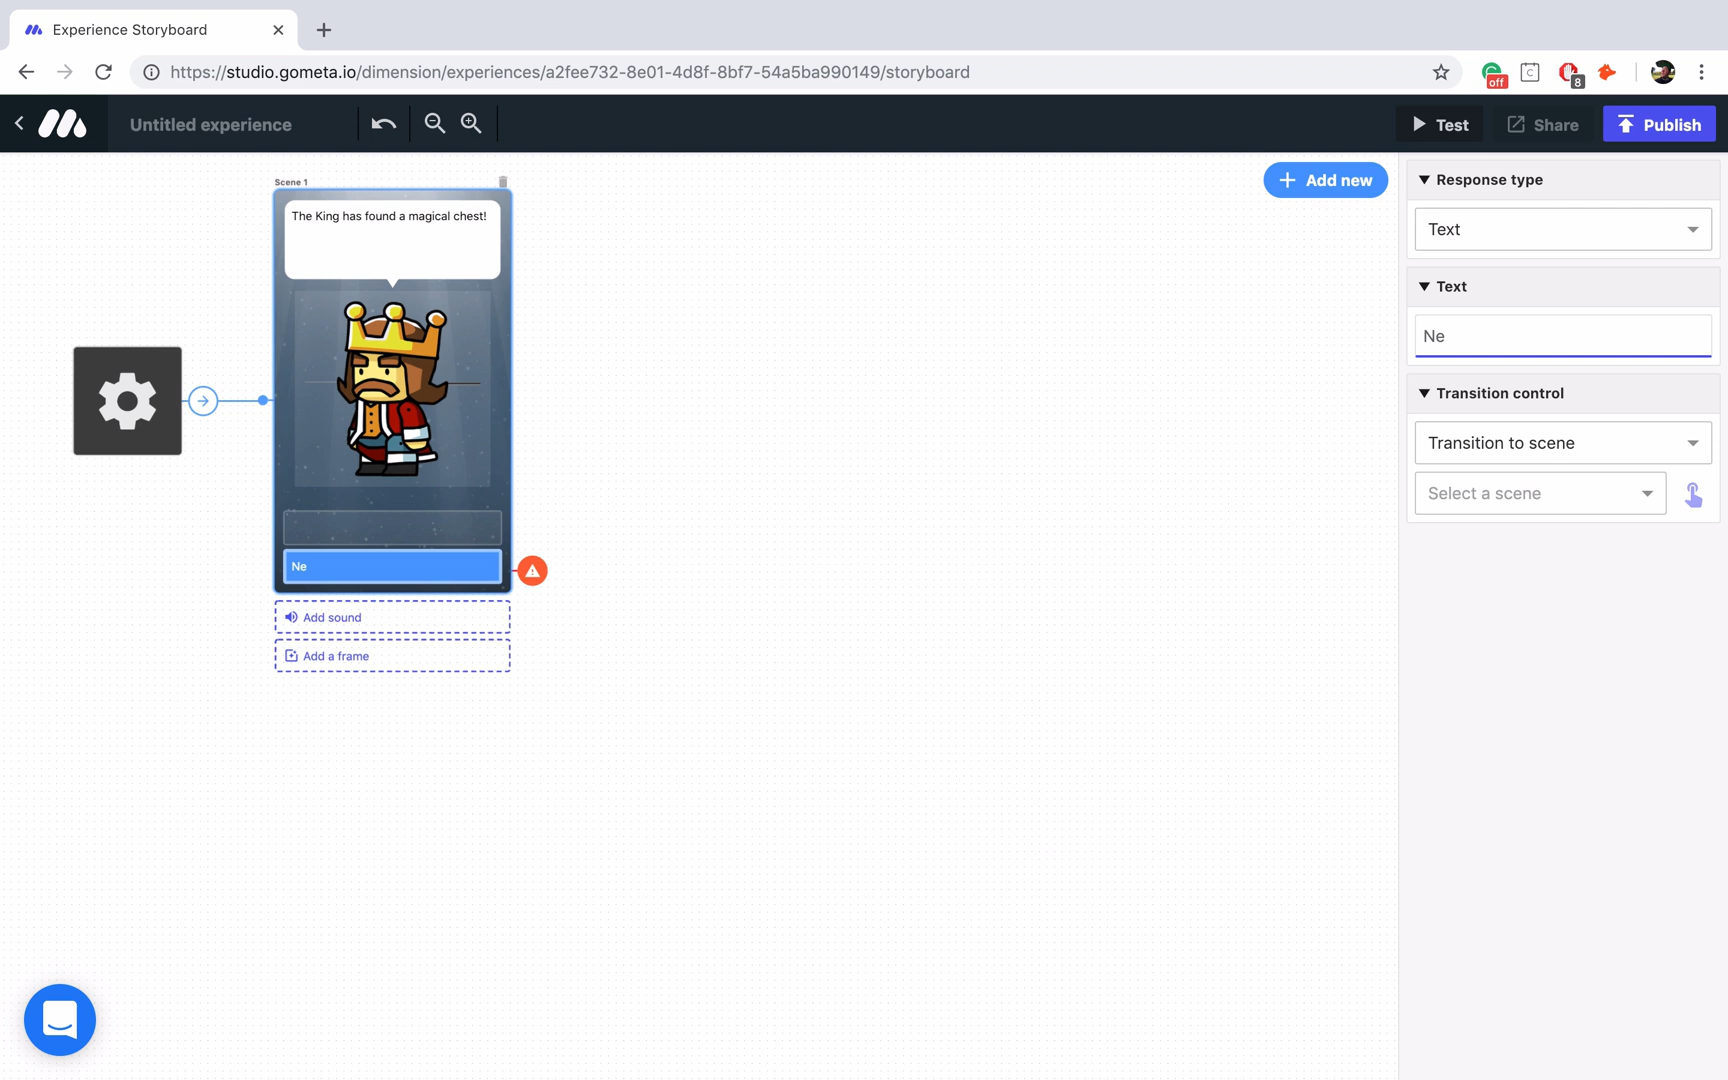 Experience Storyboard
https://studio.gometa.io/dimension/experiences/a2fee732-8e01-4d8f-8bf7-54a5ba990149/storyboard
off
C
8
Untitled experience
Test
Share
Publish
Scene 1
Add new
The King has found a magical chest!
Ne
Add sound
Add a frame
Response type
Text
Text
Ne
Transition control
Transition to scene
Select a scene